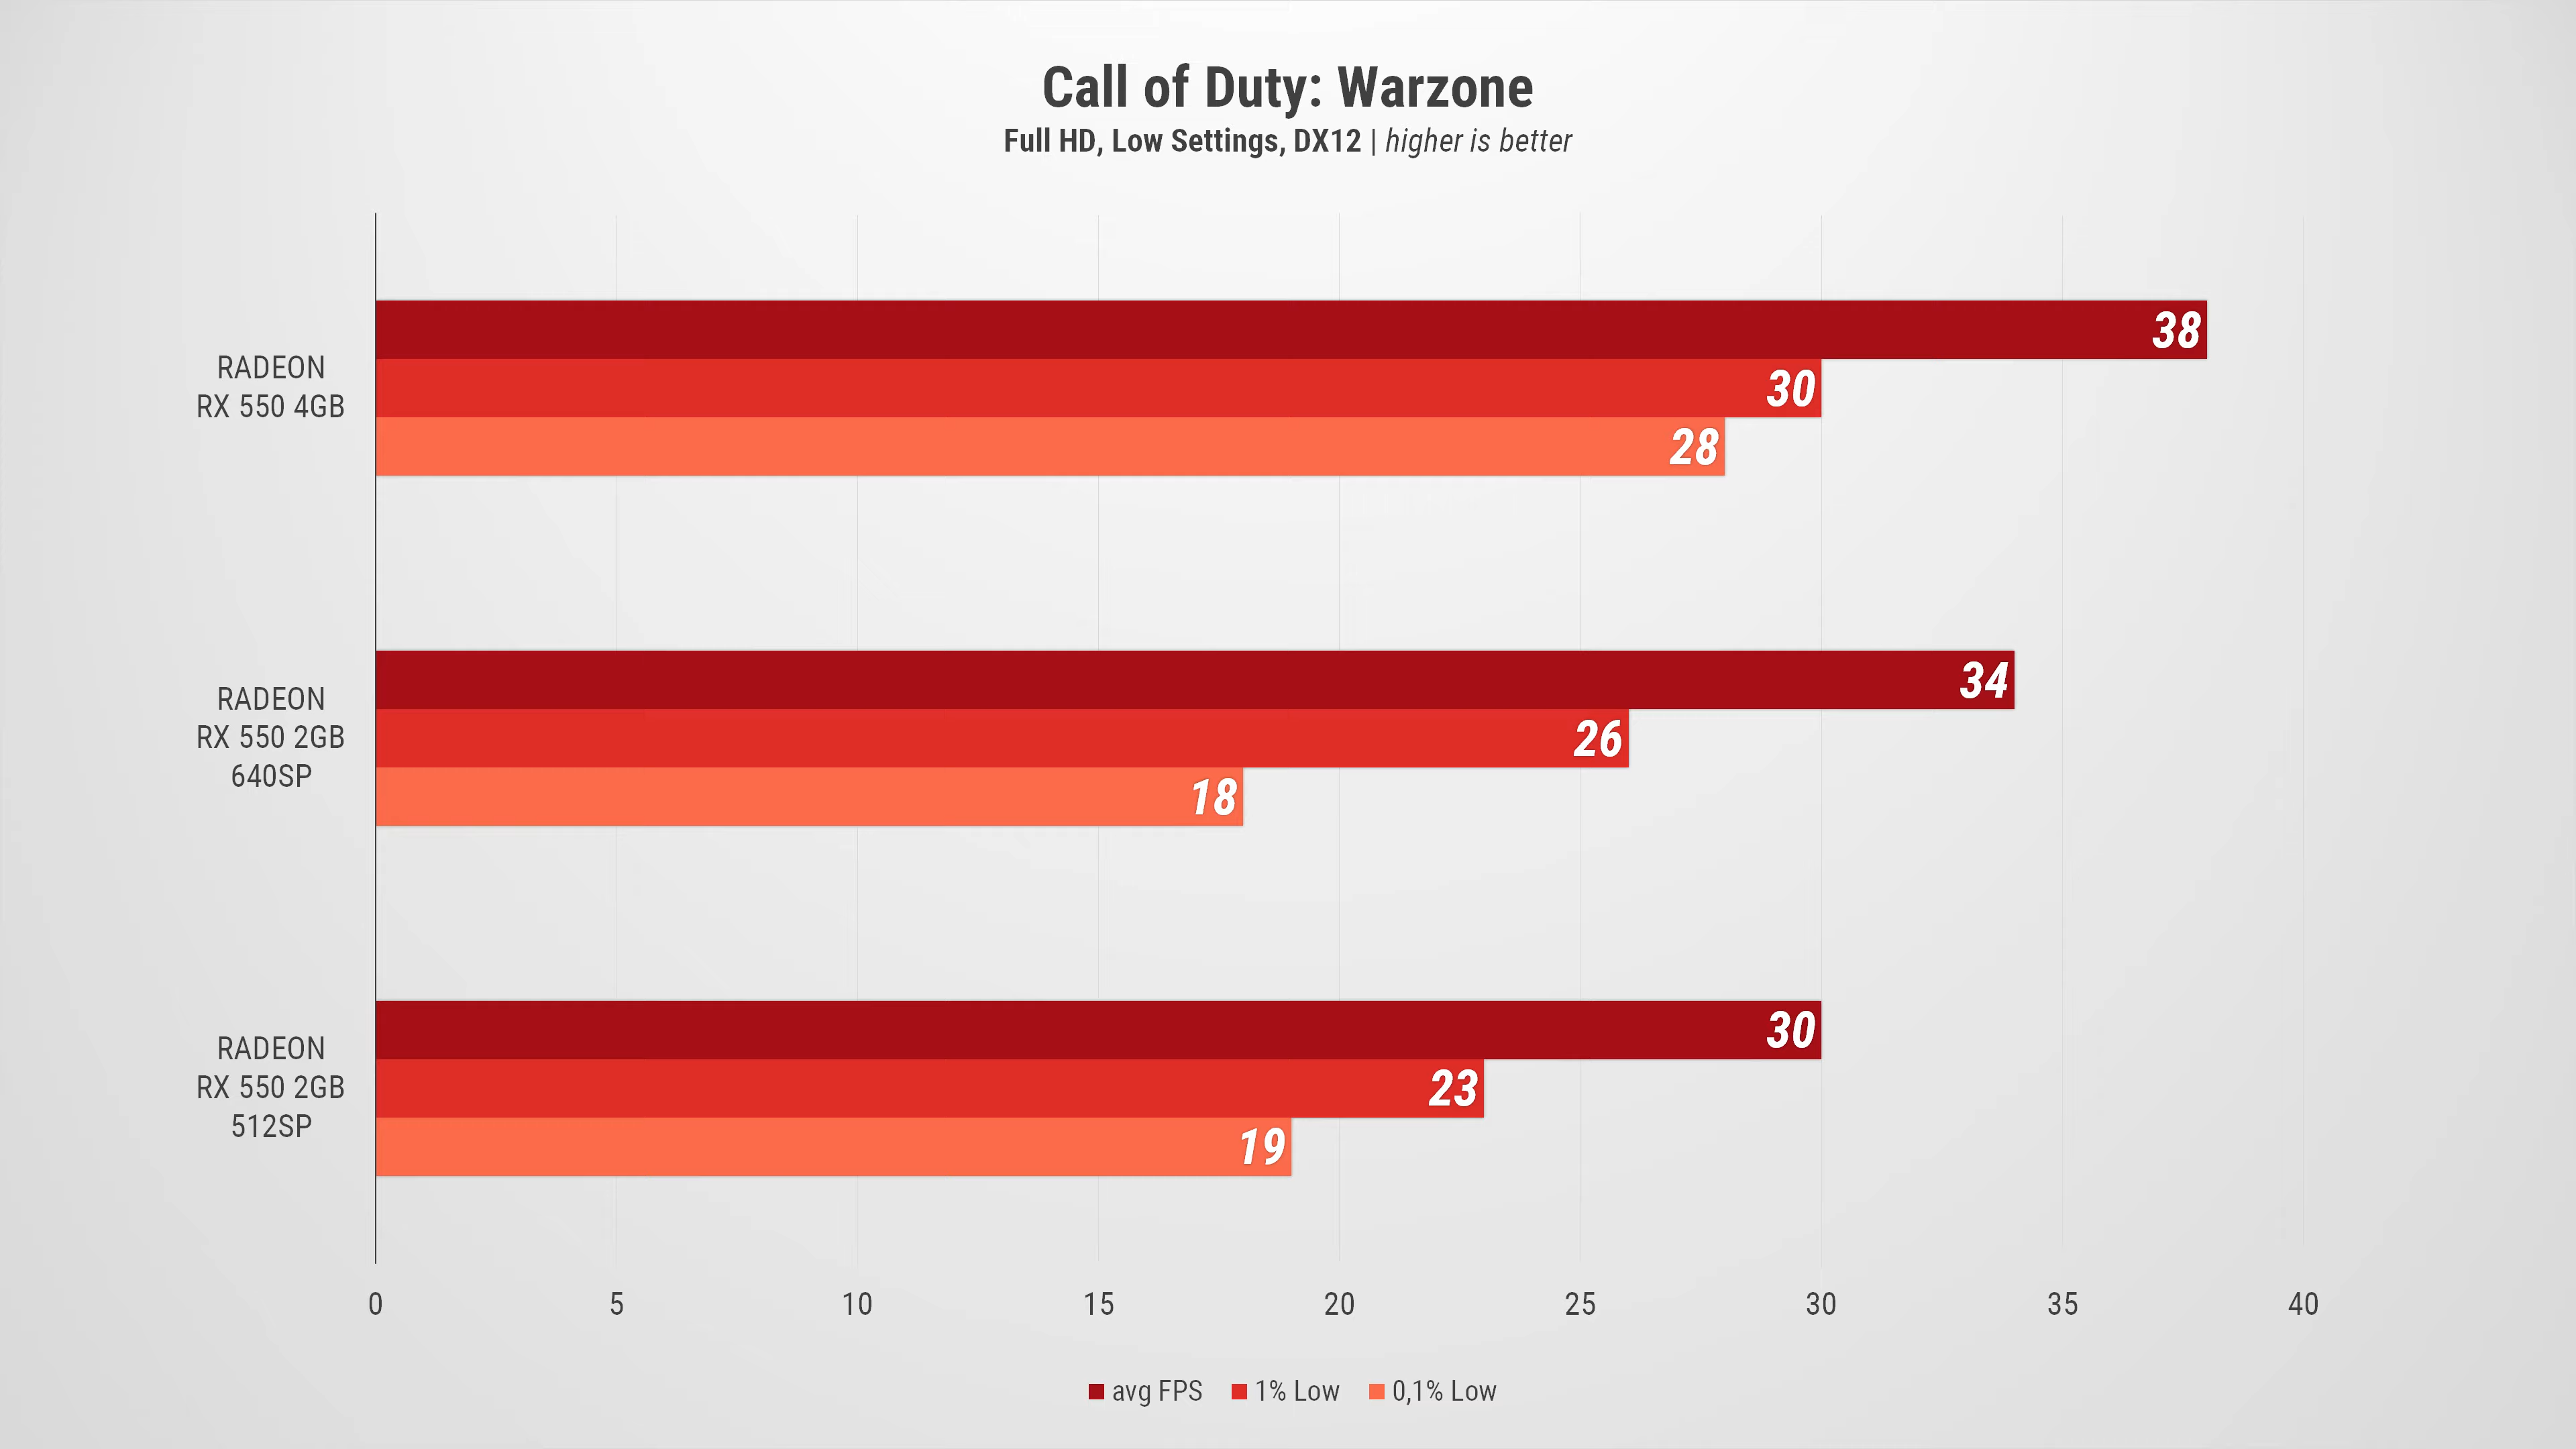 Call of Duty: Warzone
Full HD, Low Settings, DX12 | higher is better
RADEON
RX 550 4GB
38
30
28
RADEON
RX 550 2GB
640SP
34
26
18
RADEON
RX 550 2GB
512SP
30
23
19
0 5 10 15 20 25 30 35 40
avg FPS 1% Low 0,1% Low